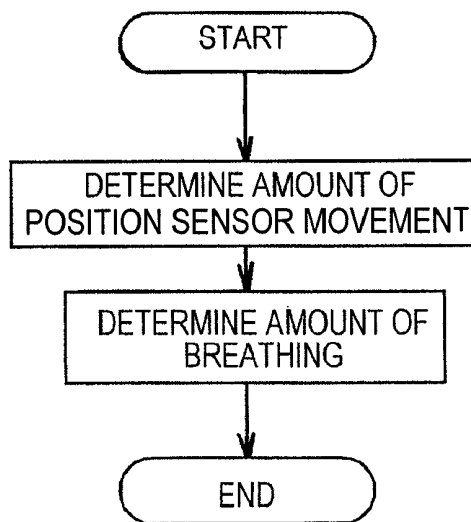 START
DETERMINE AMOUNT OF
POSITION SENSOR MOVEMENT
DETERMINE AMOUNT OF
BREATHING
END